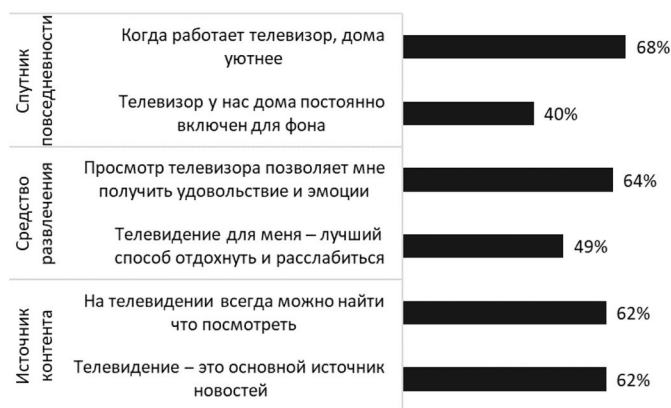 Спутник
повседневности
Когда работает телевизор, дома
уютнее
68%
Телевизор у нас дома постоянно
включен для фона
40%
Средство
развлечения
Просмотр телевизора позволяет мне
получить удовольствие и эмоции
64%
Телевидение для меня – лучший
способ отдохнуть и расслабиться
49%
Источник
контента
На телевидении всегда можно найти
что посмотреть
62%
Телевидение – это основной источник
новостей
62%